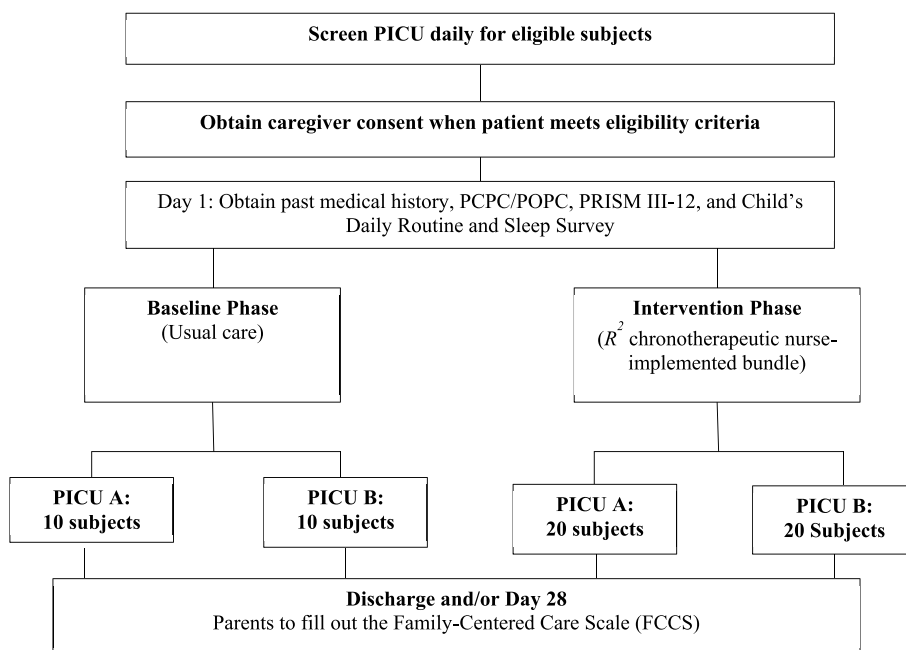 Screen PICU daily for eligible subjects
Obtain caregiver consent when patient meets eligibility criteria
Day 1: Obtain past medical history, PCPC/POPC, PRISM III-12, and Child’s
Daily Routine and Sleep Survey
Baseline Phase
(Usual care)
Intervention Phase
(R² chronotherapeutic nurse-
implemented bundle)
PICU A:
10 subjects
PICU B:
10 subjects
PICU A:
20 subjects
PICU B:
20 Subjects
Discharge and/or Day 28
Parents to fill out the Family-Centered Care Scale (FCCS)